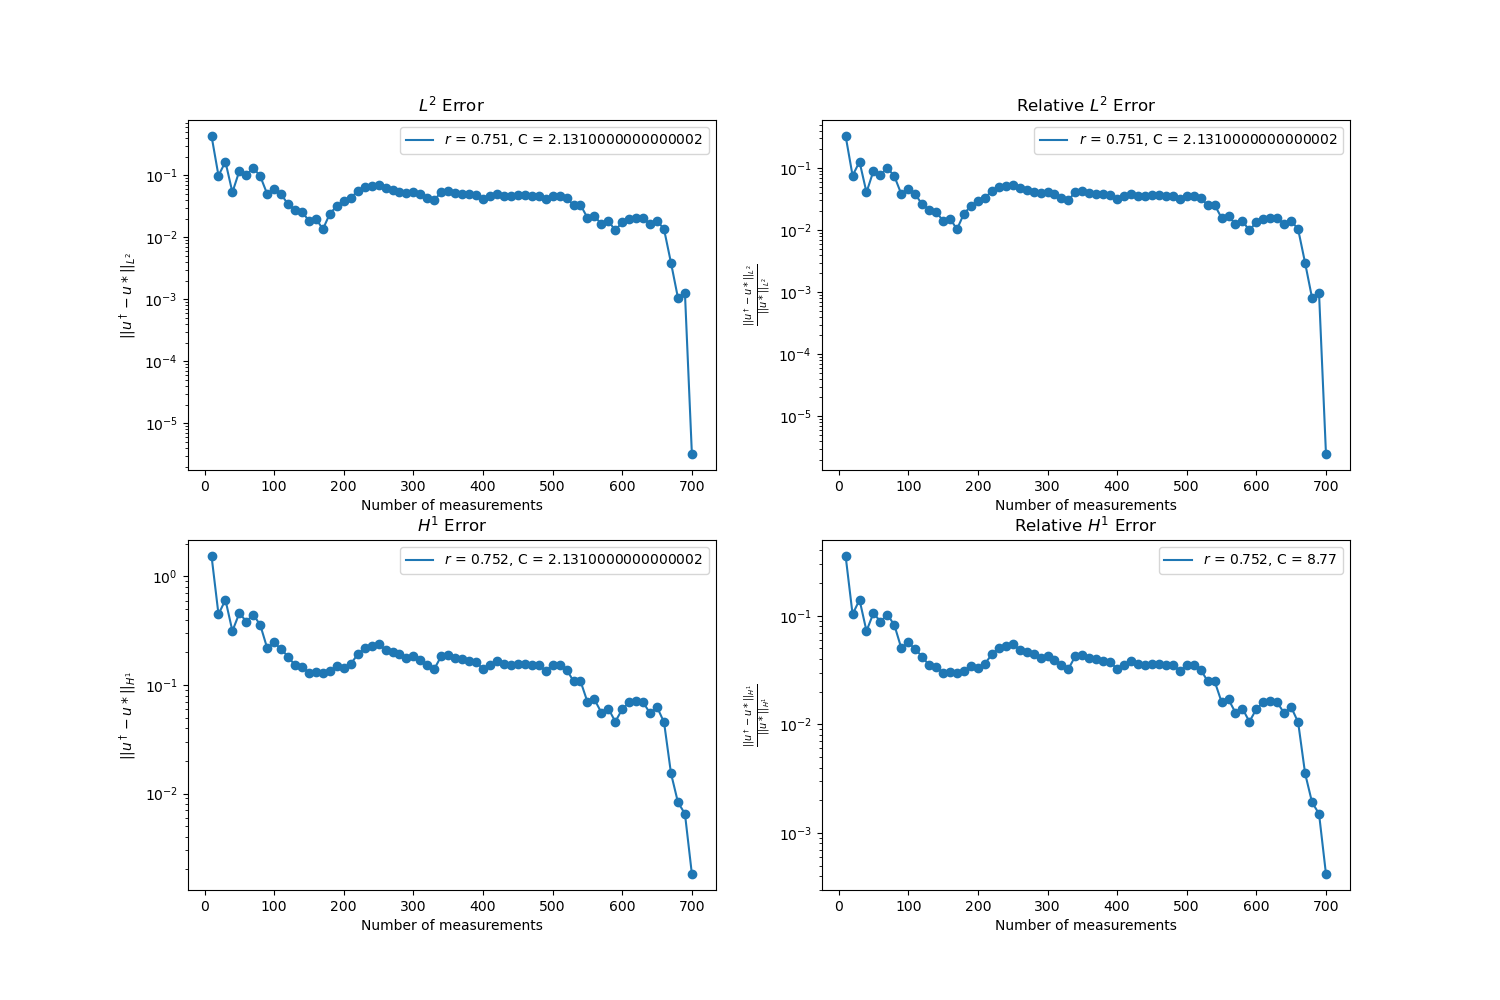 L² Error
r = 0.751, C = 2.1310000000000002
10⁻¹
10⁻²
10⁻³
10⁻⁴
10⁻⁵
||u† − u*||_{L²}
0 100 200 300 400 500 600 700
Number of measurements
Relative L² Error
r = 0.751, C = 2.1310000000000002
10⁻¹
10⁻²
10⁻³
10⁻⁴
10⁻⁵
||u† − u*||_{L²}
||u*||_{L²}
0 100 200 300 400 500 600 700
Number of measurements
H¹ Error
r = 0.752, C = 2.1310000000000002
10⁰
10⁻¹
10⁻²
||u† − u*||_{H¹}
0 100 200 300 400 500 600 700
Number of measurements
Relative H¹ Error
r = 0.752, C = 8.77
10⁻¹
10⁻²
10⁻³
||u† − u*||_{H¹}
||u*||_{H¹}
0 100 200 300 400 500 600 700
Number of measurements